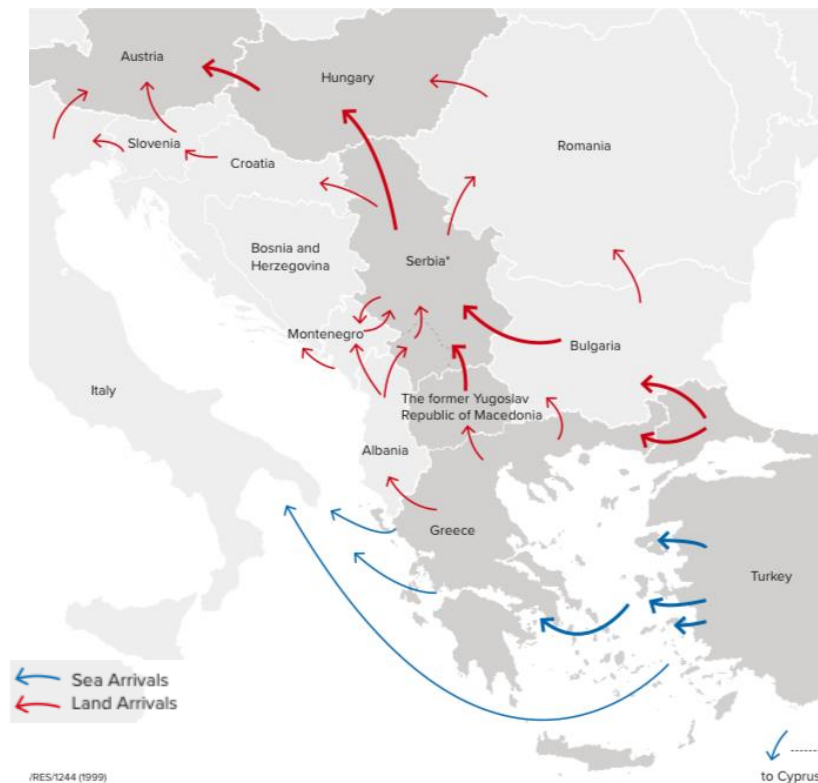 Austria
Hungary
Slovenia
Croatia
Romania
Bosnia and
Herzegovina
Serbia*
Montenegro
Bulgaria
Italy
The former Yugoslav
Republic of Macedonia
Albania
Greece
Turkey
Sea Arrivals
Land Arrivals
/RES/1244 (1999)
to Cyprus